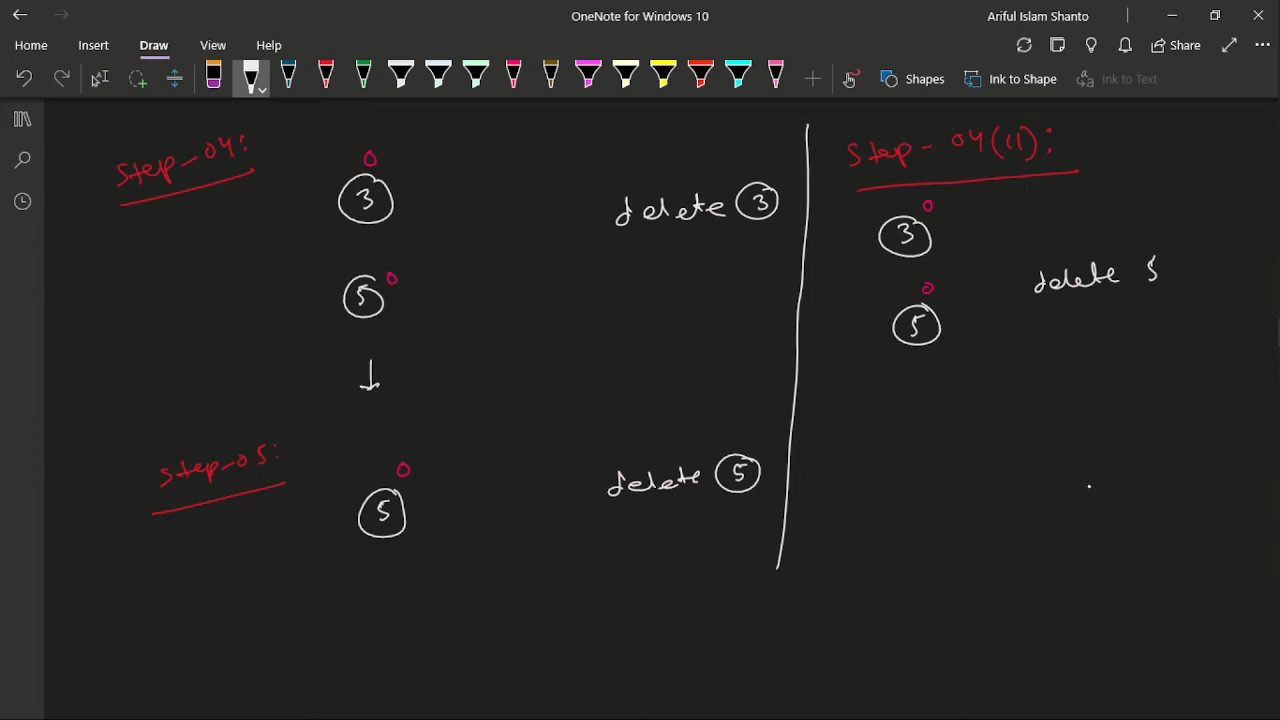 OneNote for Windows 10
Ariful Islam Shanto
Home Insert Draw View Help
Share
Shapes
Ink to Shape
Ink to Text
Step-04:
0
3
delete 3
0
5
Step-05:
0
5
delete 5
Step-04(11):
0
3
delete 5
0
5